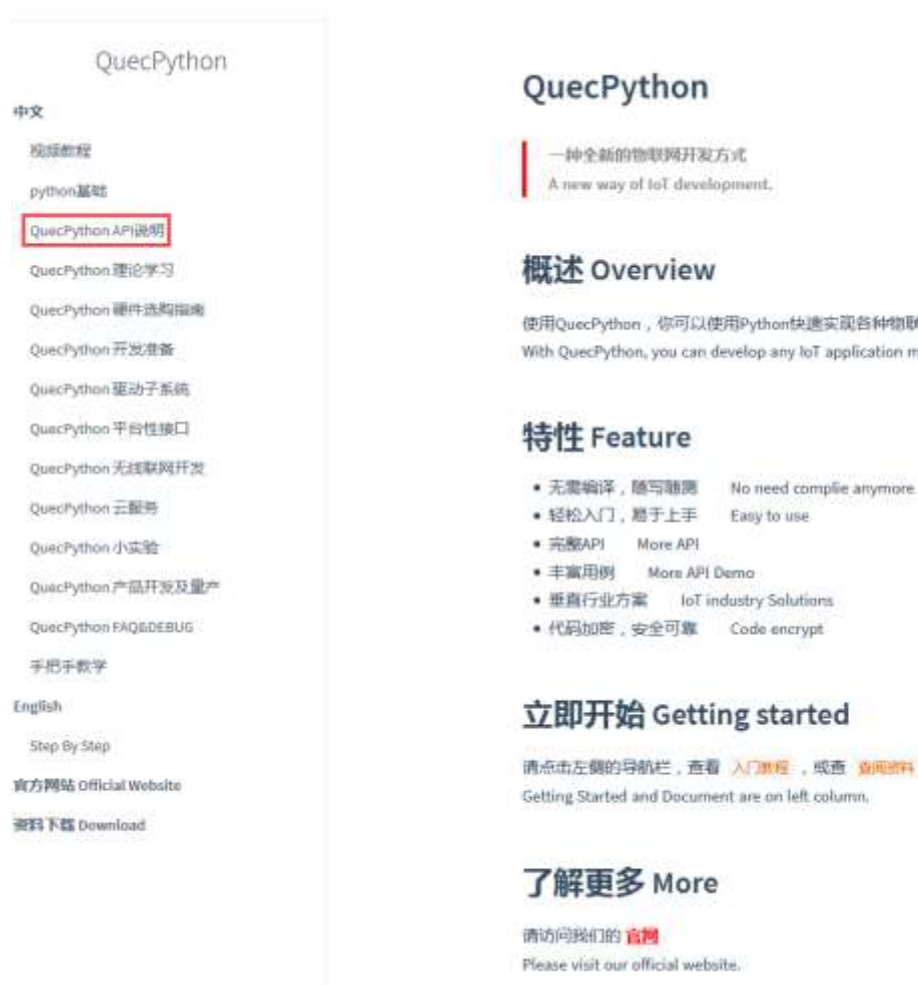 QuecPython
中文
视频教程
python基础
QuecPython API说明
QuecPython 理论学习
QuecPython 硬件选购指南
QuecPython 开发准备
QuecPython 驱动子系统
QuecPython 平台性接口
QuecPython 无线联网开发
QuecPython 云服务
QuecPython 小实验
QuecPython 产品开发及量产
QuecPython FAQ&DEBUG
手把手教学
English
Step By Step
官方网站 Official Website
资料下载 Download
QuecPython
一种全新的物联网开发方式
A new way of IoT development.
概述 Overview
使用QuecPython，你可以使用Python快速实现各种物联
With QuecPython, you can develop any IoT application m
特性 Feature
• 无需编译，随写随测 No need complie anymore
• 轻松入门，易于上手 Easy to use
• 完整API More API
• 丰富用例 More API Demo
• 垂直行业方案 IoT industry Solutions
• 代码加密，安全可靠 Code encrypt
立即开始 Getting started
请点击左侧的导航栏，查看 入门教程 ，或查 查阅资料
Getting Started and Document are on left column.
了解更多 More
请访问我们的 官网
Please visit our official website.